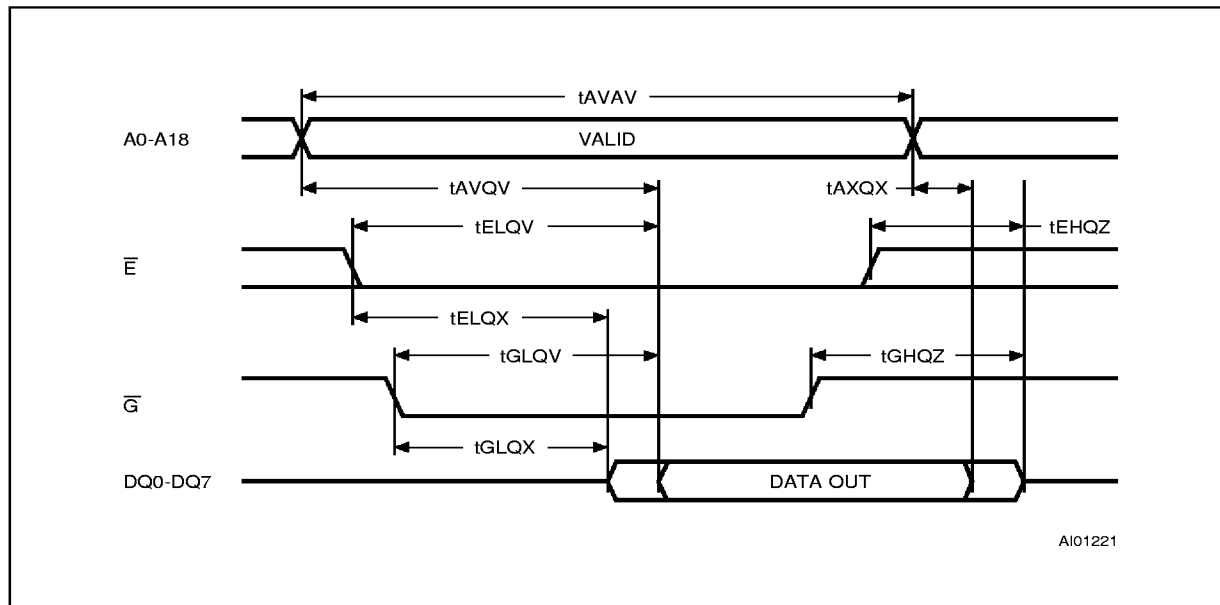 tAVAV
A0-A18
VALID
tAVQV
tAXQX
tELQV
tEHQZ
E̅
tELQX
tGLQV
tGHQZ
G̅
tGLQX
DQ0-DQ7
DATA OUT
AI01221